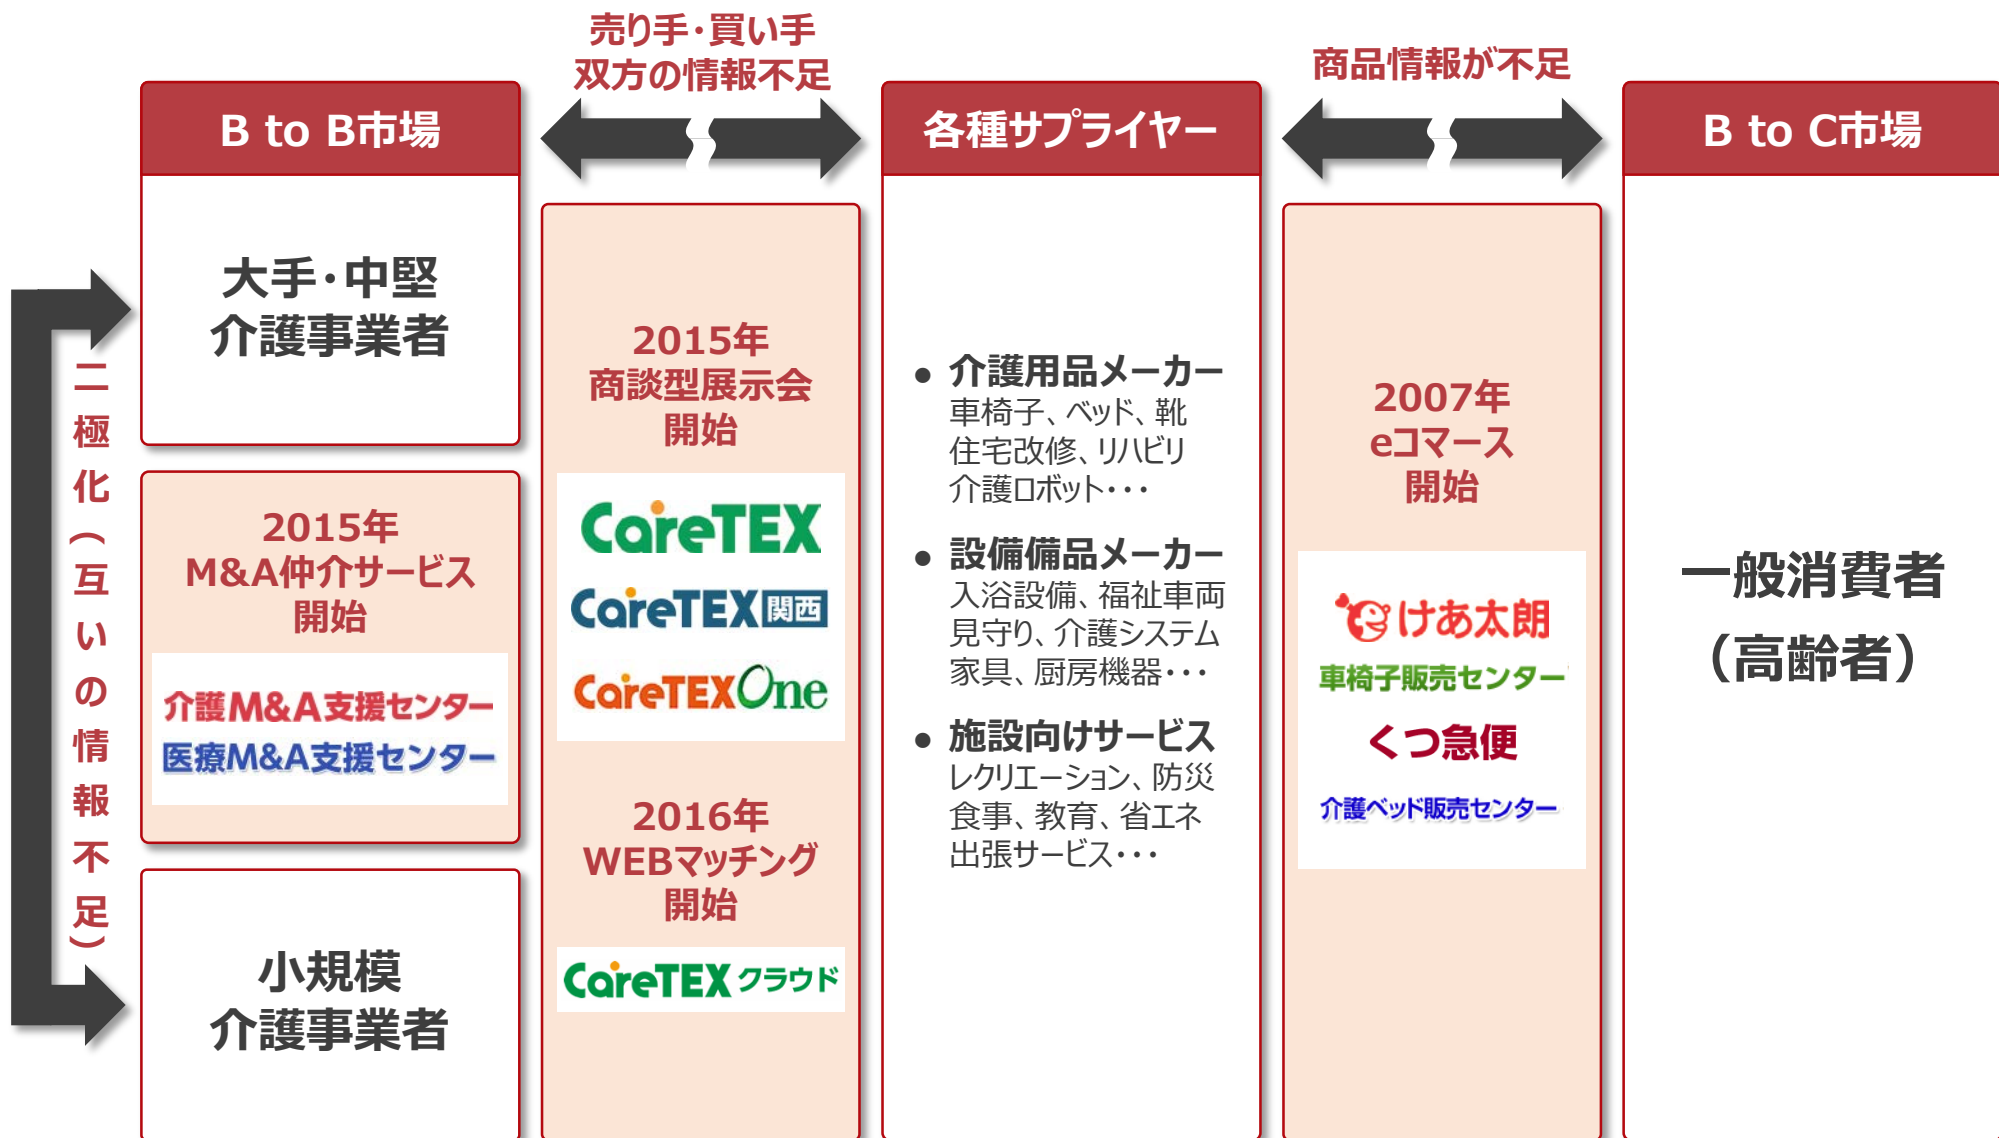 売り手・買い手
双方の情報不足
商品情報が不足
B to B市場
各種サプライヤー
B to C市場
二極化（互いの情報不足）
大手・中堅
介護事業者
2015年
M&A仲介サービス
開始
介護M&A支援センター
医療M&A支援センター
小規模
介護事業者
2015年
商談型展示会
開始
CareTEX
CareTEX関西
CareTEXOne
2016年
WEBマッチング
開始
CareTEXクラウド
● 介護用品メーカー
車椅子、ベッド、靴
住宅改修、リハビリ
介護ロボット・・・
● 設備備品メーカー
入浴設備、福祉車両
見守り、介護システム
家具、厨房機器・・・
● 施設向けサービス
レクリエーション、防災
食事、教育、省エネ
出張サービス・・・
2007年
eコマース
開始
けあ太朗
車椅子販売センター
くつ急便
介護ベッド販売センター
一般消費者
（高齢者）